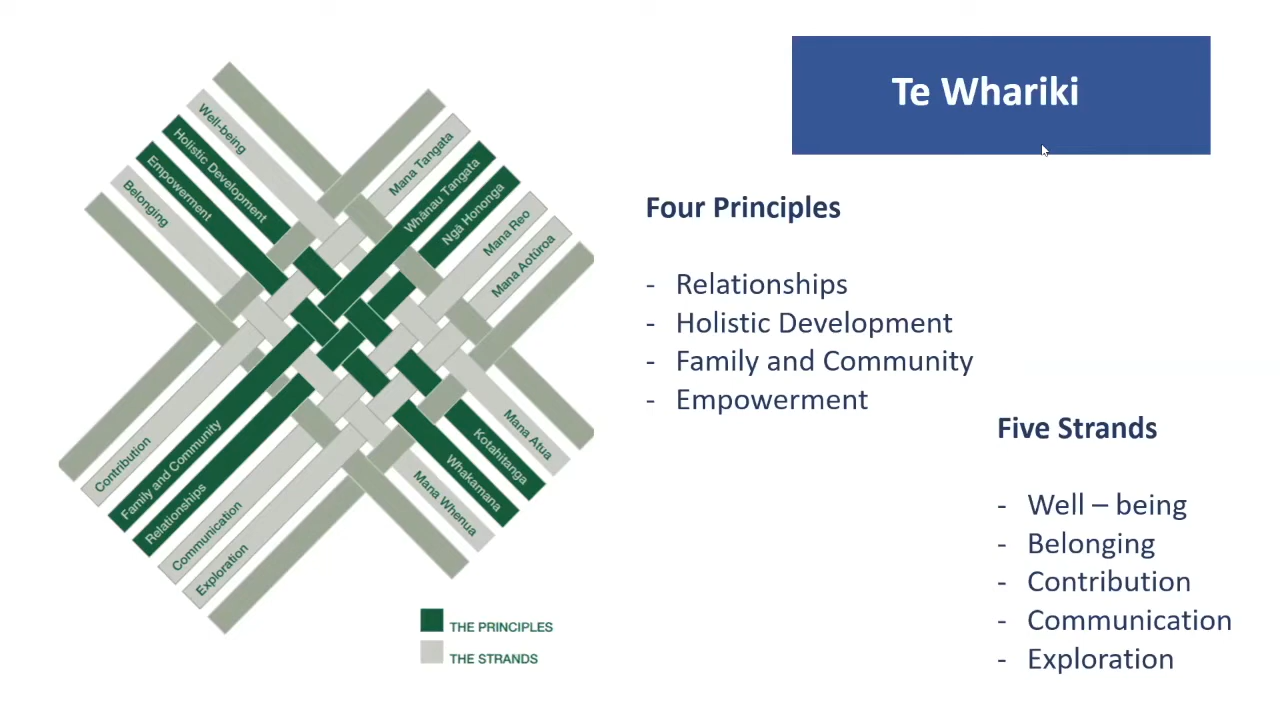 Te Whariki
Well-being
Holistic Development
Empowerment
Belonging
Mana Tangata
Whānau Tangata
Ngā Hononga
Mana Reo
Mana Aotūroa
Contribution
Family and Community
Relationships
Communication
Exploration
Mana Atua
Kotahitanga
Whakamana
Mana Whenua
THE PRINCIPLES
THE STRANDS
Four Principles
- Relationships
- Holistic Development
- Family and Community
- Empowerment
Five Strands
- Well – being
- Belonging
- Contribution
- Communication
- Exploration